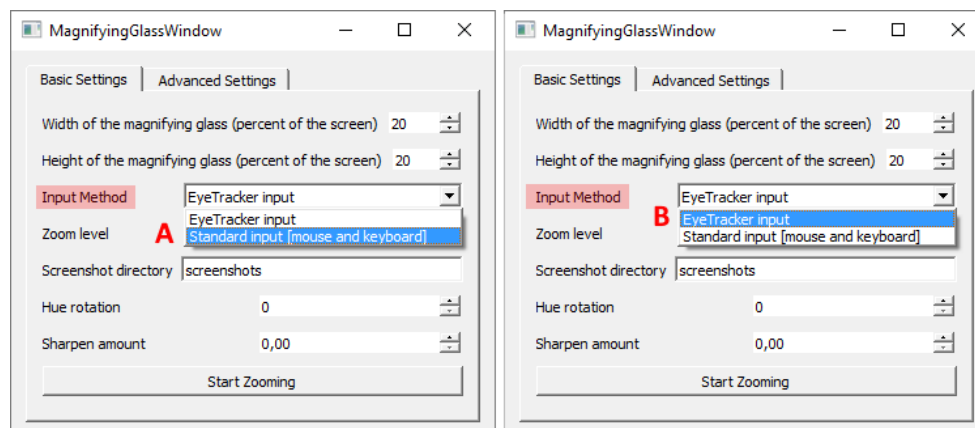 MagnifyingGlassWindow
Basic Settings Advanced Settings
Width of the magnifying glass (percent of the screen) 20
Height of the magnifying glass (percent of the screen) 20
Input Method EyeTracker input
EyeTracker input
Zoom level A Standard input [mouse and keyboard]
Screenshot directory screenshots
Hue rotation 0
Sharpen amount 0,00
Start Zooming
MagnifyingGlassWindow
Basic Settings Advanced Settings
Width of the magnifying glass (percent of the screen) 20
Height of the magnifying glass (percent of the screen) 20
Input Method EyeTracker input
B EyeTracker input
Zoom level Standard input [mouse and keyboard]
Screenshot directory screenshots
Hue rotation 0
Sharpen amount 0,00
Start Zooming